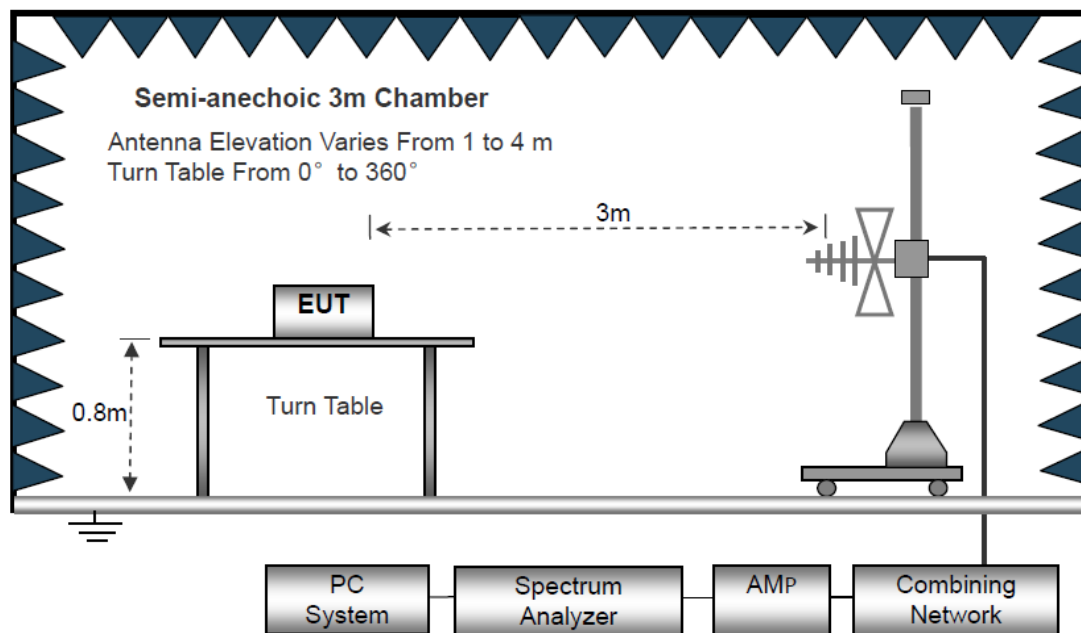 Semi-anechoic 3m Chamber
Antenna Elevation Varies From 1 to 4 m
Turn Table From 0° to 360°
3m
EUT
0.8m
Turn Table
PC
System
Spectrum
Analyzer
AMP
Combining
Network